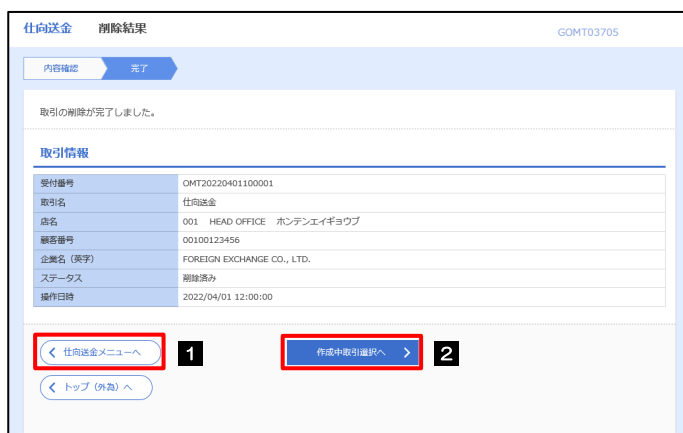 仕向送金 削除結果 GOMT03705
内容確認 完了
取引の削除が完了しました。
取引情報
受付番号 OMT20220401100001
取引名 仕向送金
店名 001 HEAD OFFICE ホンテンエイギョウブ
顧客番号 00100123456
企業名（英字） FOREIGN EXCHANGE CO., LTD.
ステータス 削除済み
操作日時 2022/04/01 12:00:00
仕向送金メニューへ 1 作成中取引選択へ 2
トップ（外為）へ